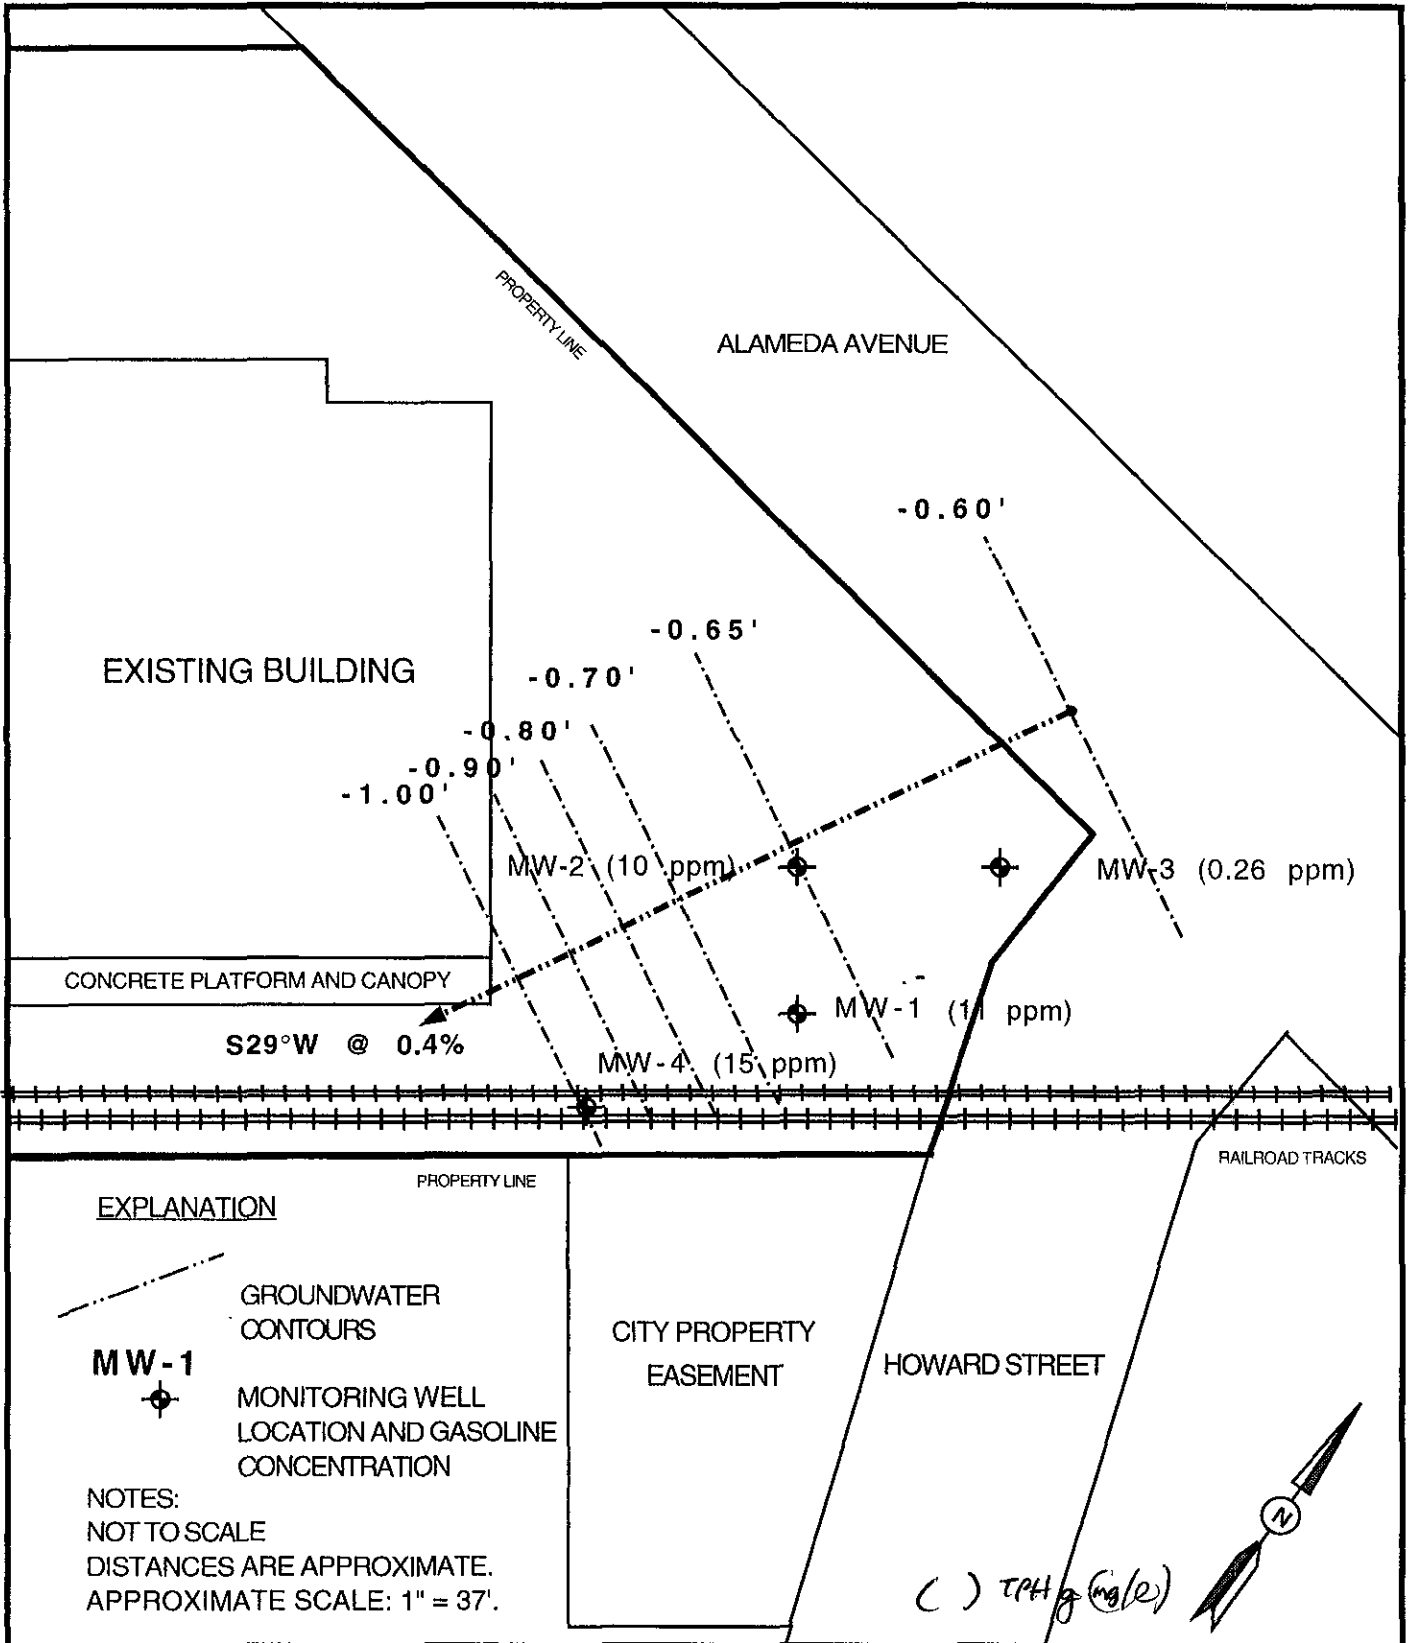 PROPERTY LINE
ALAMEDA AVENUE
-0.60'
-0.65'
EXISTING BUILDING
-0.70'
-0.80'
-0.90'
-1.00'
MW-2 (10 ppm)
MW-3 (0.26 ppm)
CONCRETE PLATFORM AND CANOPY
MW-1 (11 ppm)
S29°W @ 0.4%
MW-4 (15 ppm)
RAILROAD TRACKS
PROPERTY LINE
EXPLANATION
GROUNDWATER
CONTOURS
CITY PROPERTY
EASEMENT
HOWARD STREET
MW-1
MONITORING WELL
LOCATION AND GASOLINE
CONCENTRATION
NOTES:
NOT TO SCALE
DISTANCES ARE APPROXIMATE.
APPROXIMATE SCALE: 1" = 37'.
N
( ) TPH g (mg/l)